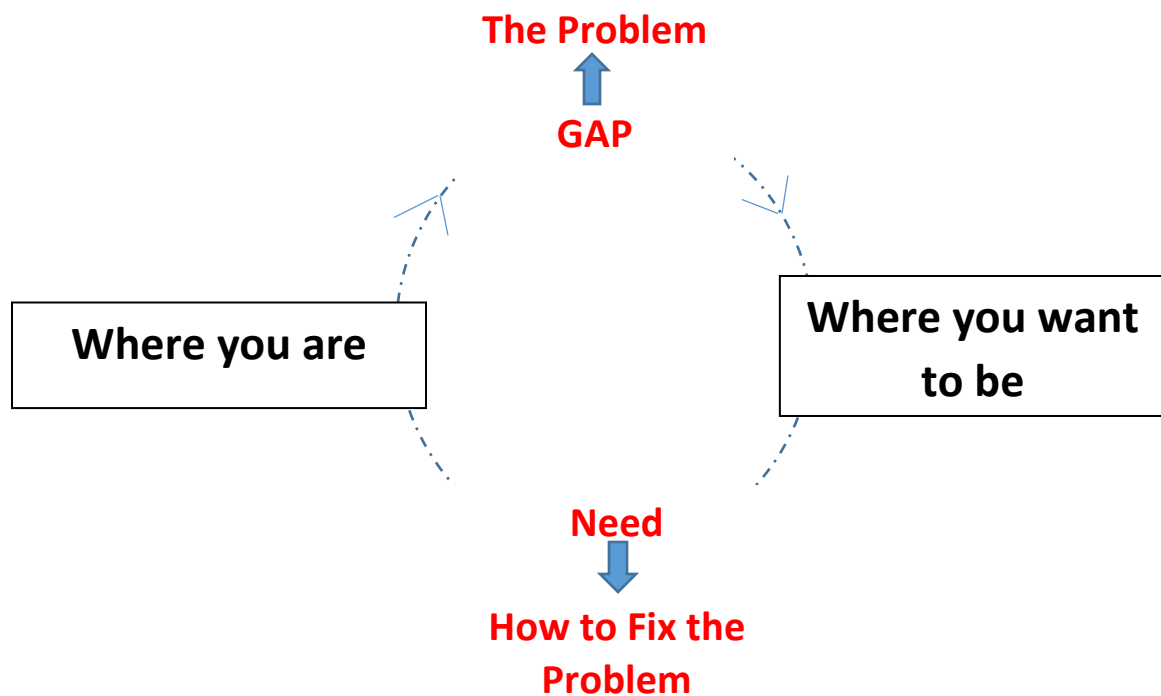 The Problem
GAP
Where you are
Where you want
to be
Need
How to Fix the
Problem